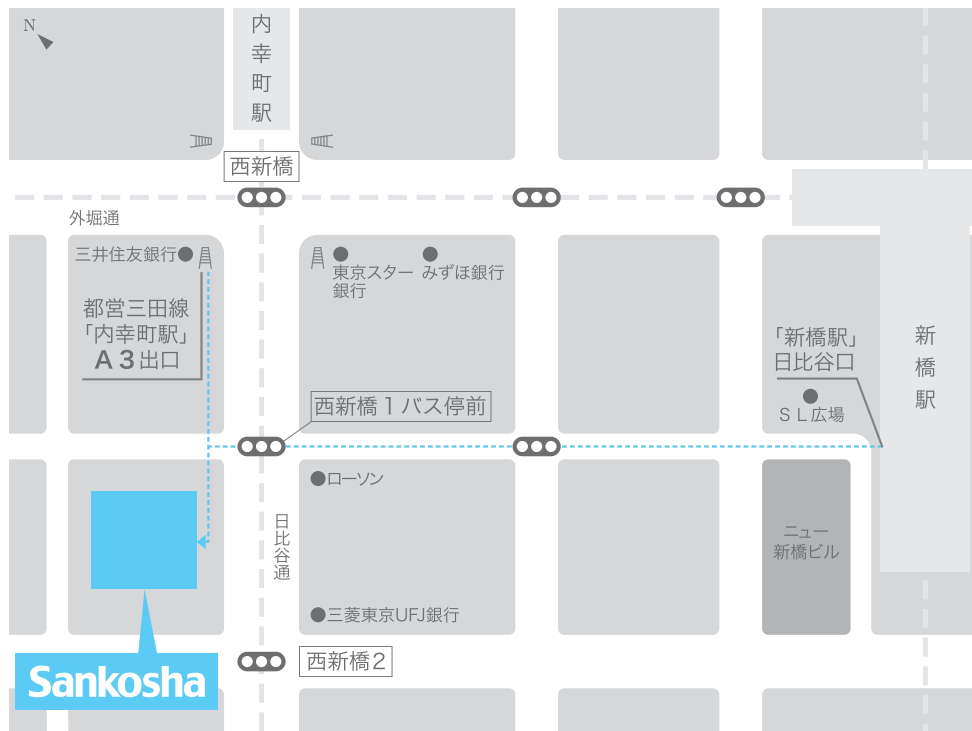 N
内幸町駅
西新橋
外堀通
三井住友銀行
東京スター
銀行
みずほ銀行
都営三田線
「内幸町駅」
A3出口
「新橋駅」
日比谷口
新橋駅
西新橋1バス停前
SL広場
ローソン
日比谷通
ニュー
新橋ビル
三菱東京UFJ銀行
西新橋2
Sankosha